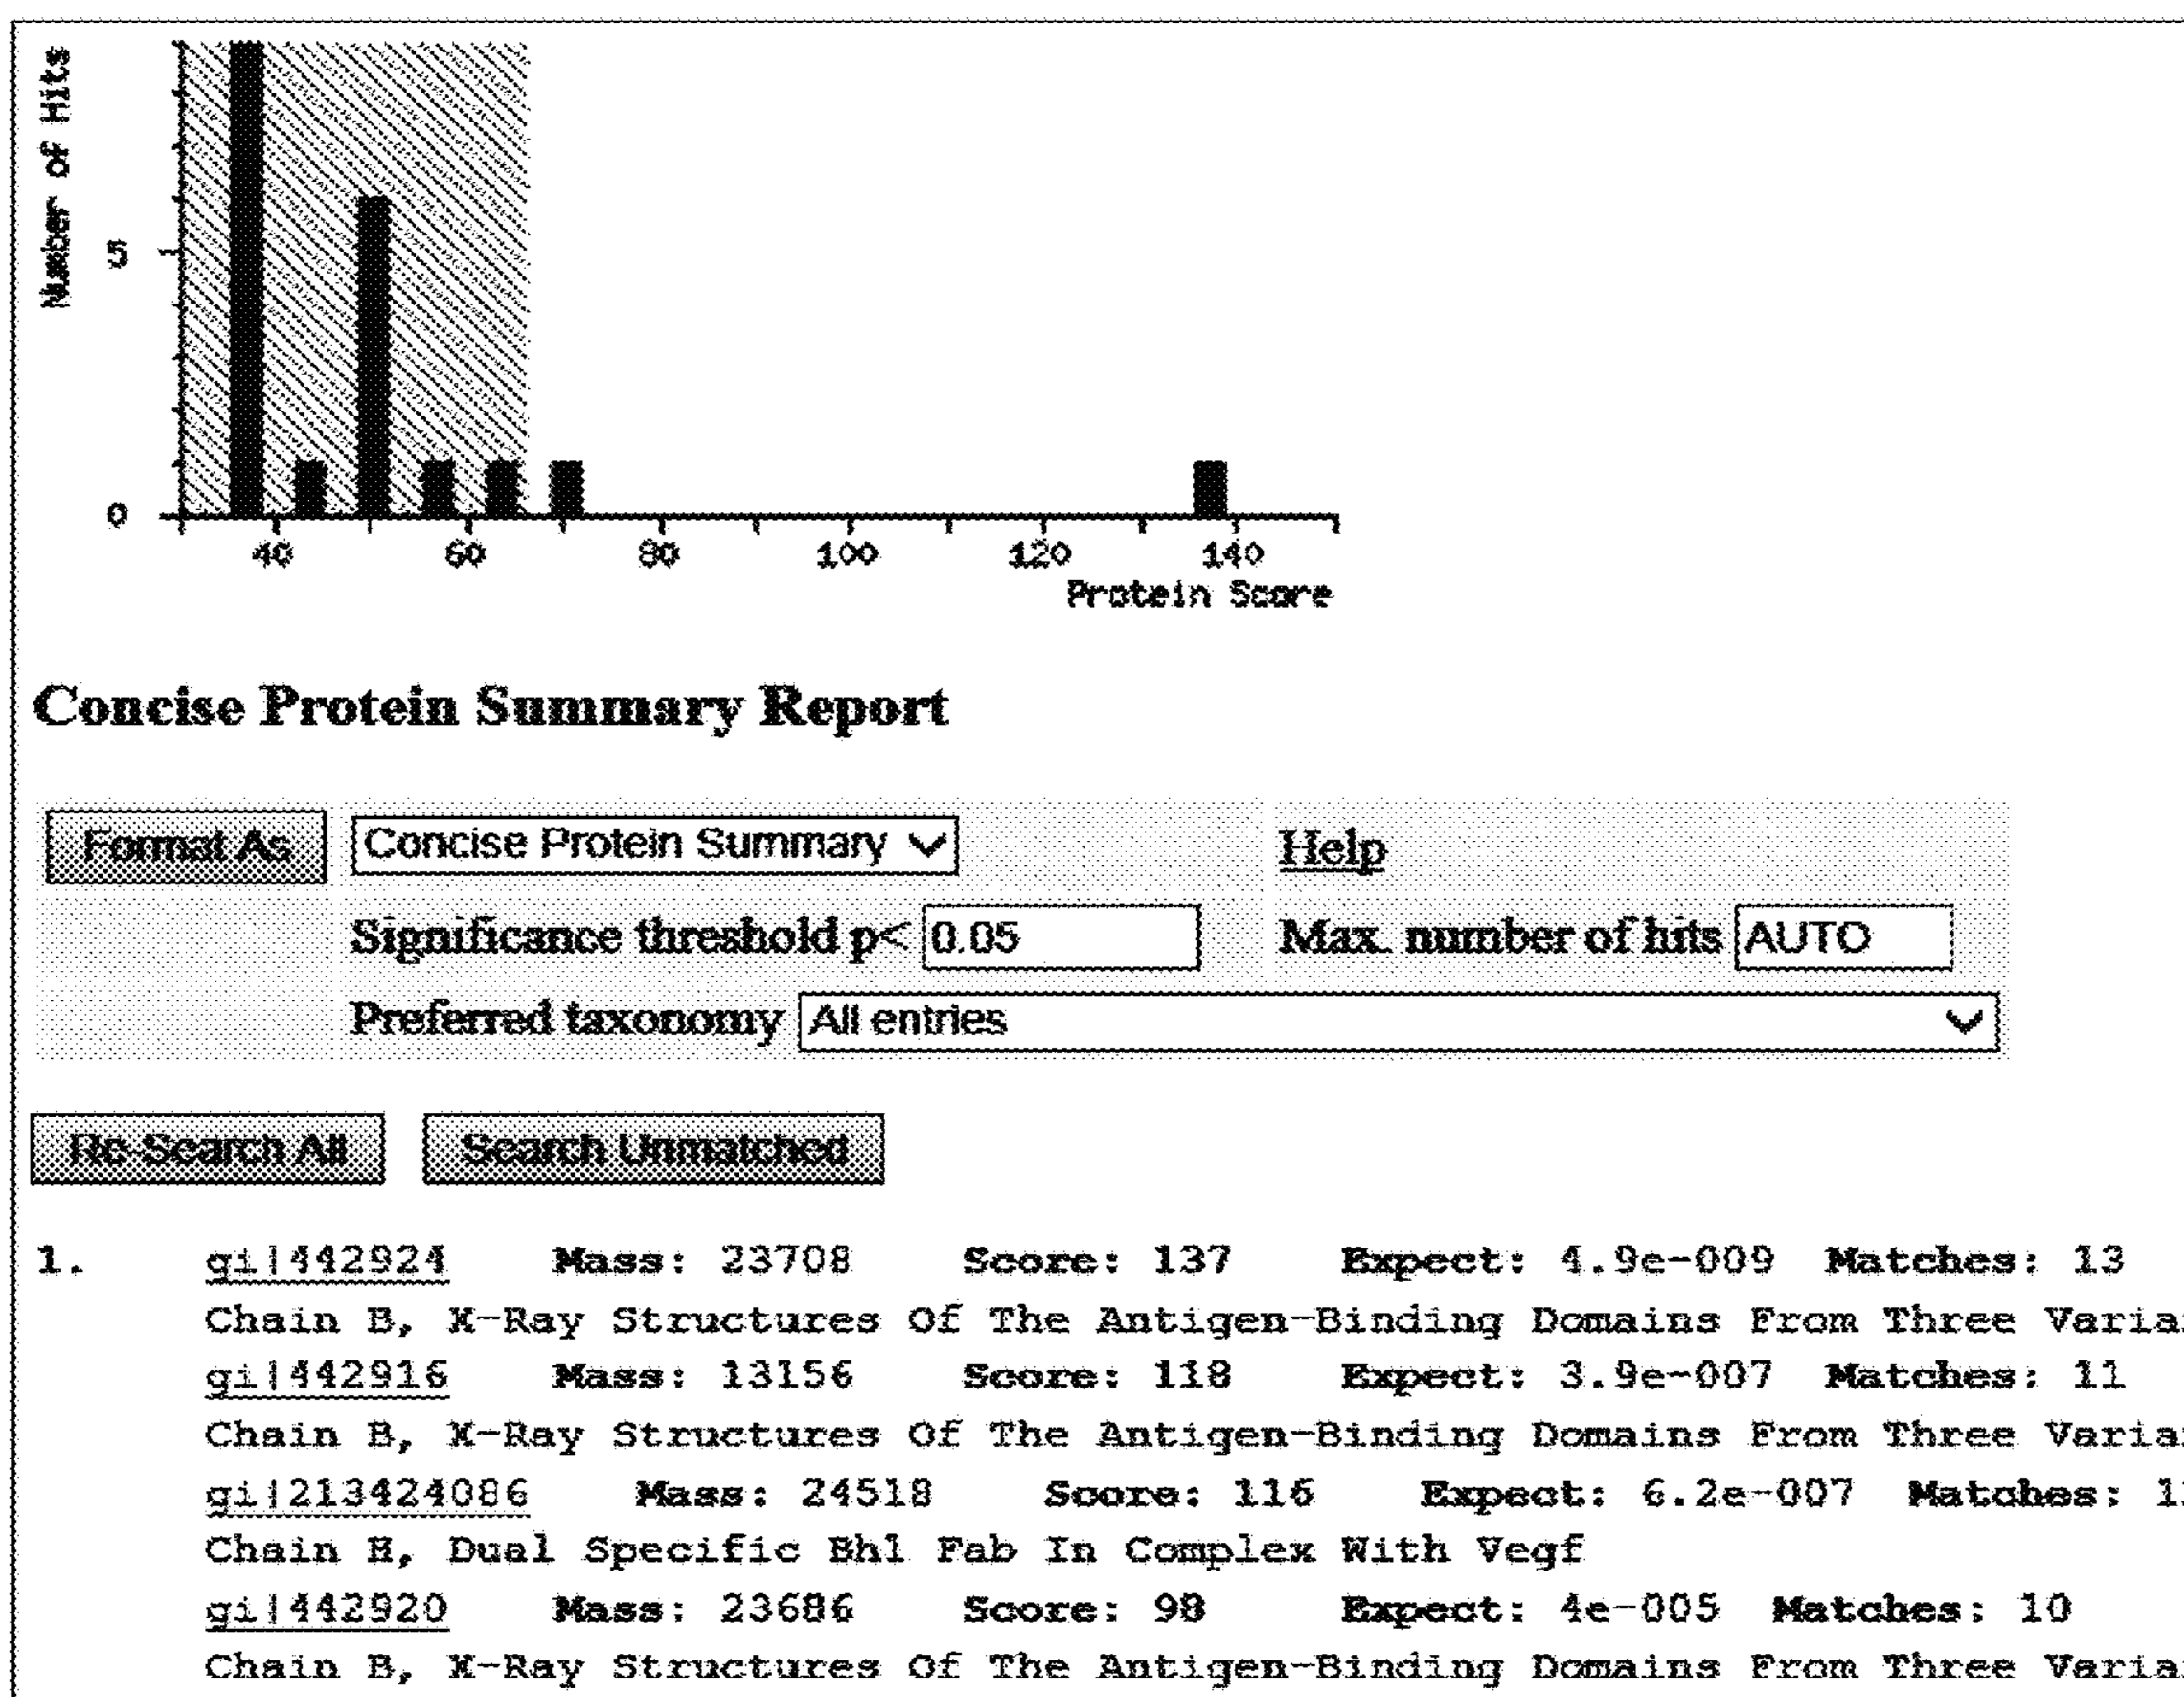 Number of Hits
5
0
40 60 80 100 120 140
Protein Score
Concise Protein Summary Report
Format As Concise Protein Summary Help
Significance threshold p< 0.05 Max. number of hits AUTO
Preferred taxonomy All entries
Re-Search All Search Unmatched
1. gi|442924 Mass: 23708 Score: 137 Expect: 4.9e-009 Matches: 13
Chain B, X-Ray Structures Of The Antigen-Binding Domains From Three
gi|442916 Mass: 13156 Score: 118 Expect: 3.9e-007 Matches: 11
Chain B, X-Ray Structures Of The Antigen-Binding Domains From Three
gi|213424086 Mass: 24518 Score: 116 Expect: 6.2e-007 Matches:
Chain H, Dual Specific Bh1 Fab In Complex With Vegf
gi|442920 Mass: 23686 Score: 98 Expect: 4e-005 Matches: 10
Chain B, X-Ray Structures Of The Antigen-Binding Domains From Three